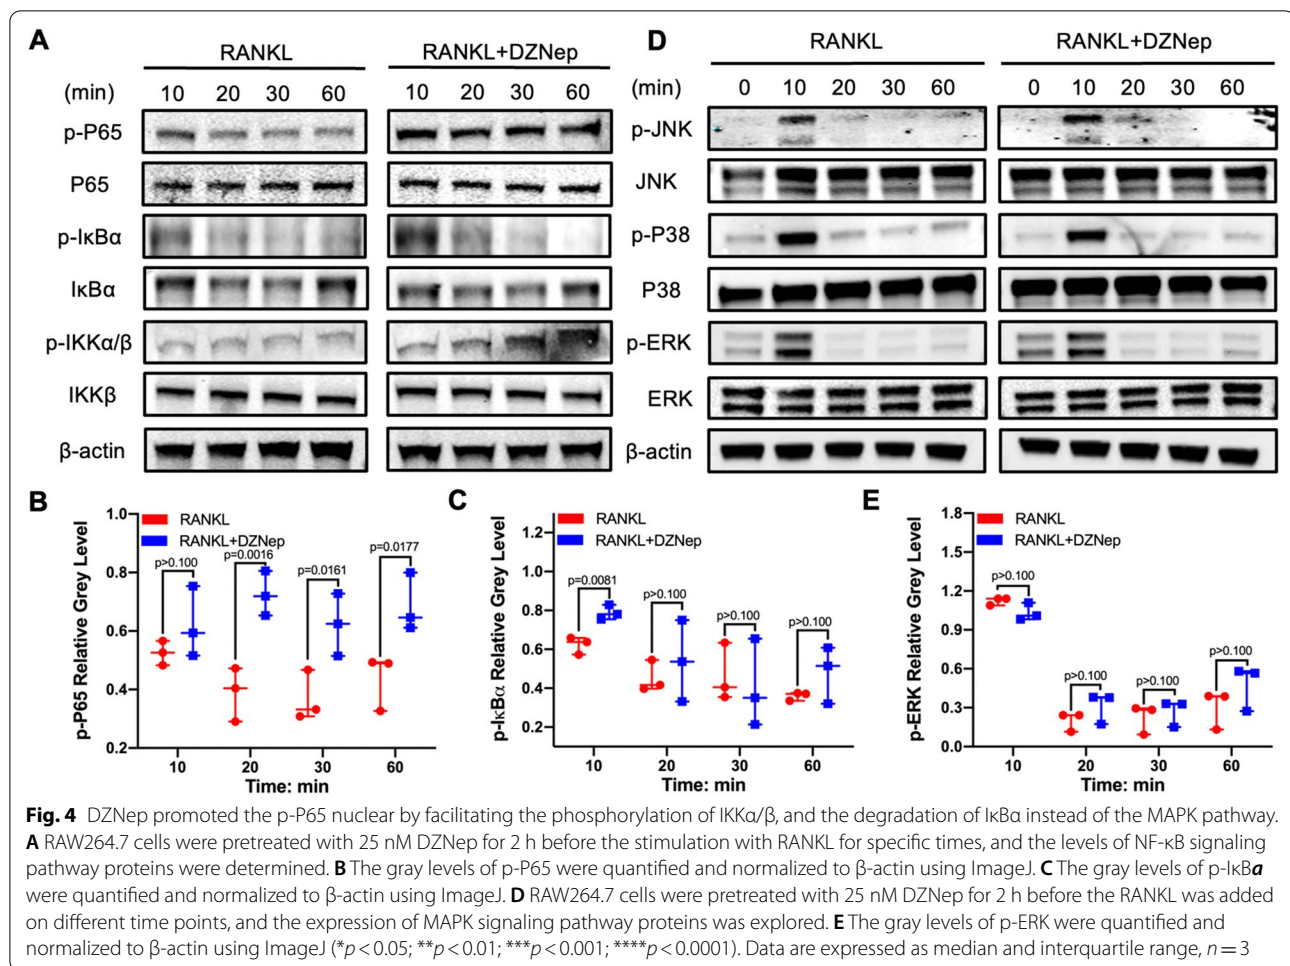 A
RANKL
RANKL+DZNep
(min)
10 20 30 60
10 20 30 60
p-P65
P65
p-IκBα
IκBα
p-IKKα/β
IKKβ
β-actin
D
RANKL
RANKL+DZNep
(min)
0 10 20 30 60
0 10 20 30 60
p-JNK
JNK
p-P38
P38
p-ERK
ERK
β-actin
B
p-P65 Relative Grey Level
1.0
0.8
0.6
0.4
0.2
RANKL
RANKL+DZNep
p>0.100
p=0.0016
p=0.0161
p=0.0177
10 20 30 60
Time: min
C
p-IκBα Relative Grey Level
1.2
1.0
0.8
0.6
0.4
0.2
RANKL
RANKL+DZNep
p=0.0081
p>0.100
p>0.100
p>0.100
10 20 30 60
Time: min
E
p-ERK Relative Grey Level
1.8
1.5
1.2
0.9
0.6
0.3
0.0
RANKL
RANKL+DZNep
p>0.100
p>0.100
p>0.100
p>0.100
10 20 30 60
Time: min
Fig. 4 DZNep promoted the p-P65 nuclear by facilitating the phosphorylation of IKKα/β, and the degradation of IκBα instead of the MAPK pathway.
A RAW264.7 cells were pretreated with 25 nM DZNep for 2 h before the stimulation with RANKL for specific times, and the levels of NF-κB signaling
pathway proteins were determined. B The gray levels of p-P65 were quantified and normalized to β-actin using ImageJ. C The gray levels of p-IκBα
were quantified and normalized to β-actin using ImageJ. D RAW264.7 cells were pretreated with 25 nM DZNep for 2 h before the RANKL was added
on different time points, and the expression of MAPK signaling pathway proteins was explored. E The gray levels of p-ERK were quantified and
normalized to β-actin using ImageJ (*p < 0.05; **p < 0.01; ***p < 0.001; ****p < 0.0001). Data are expressed as median and interquartile range, n = 3